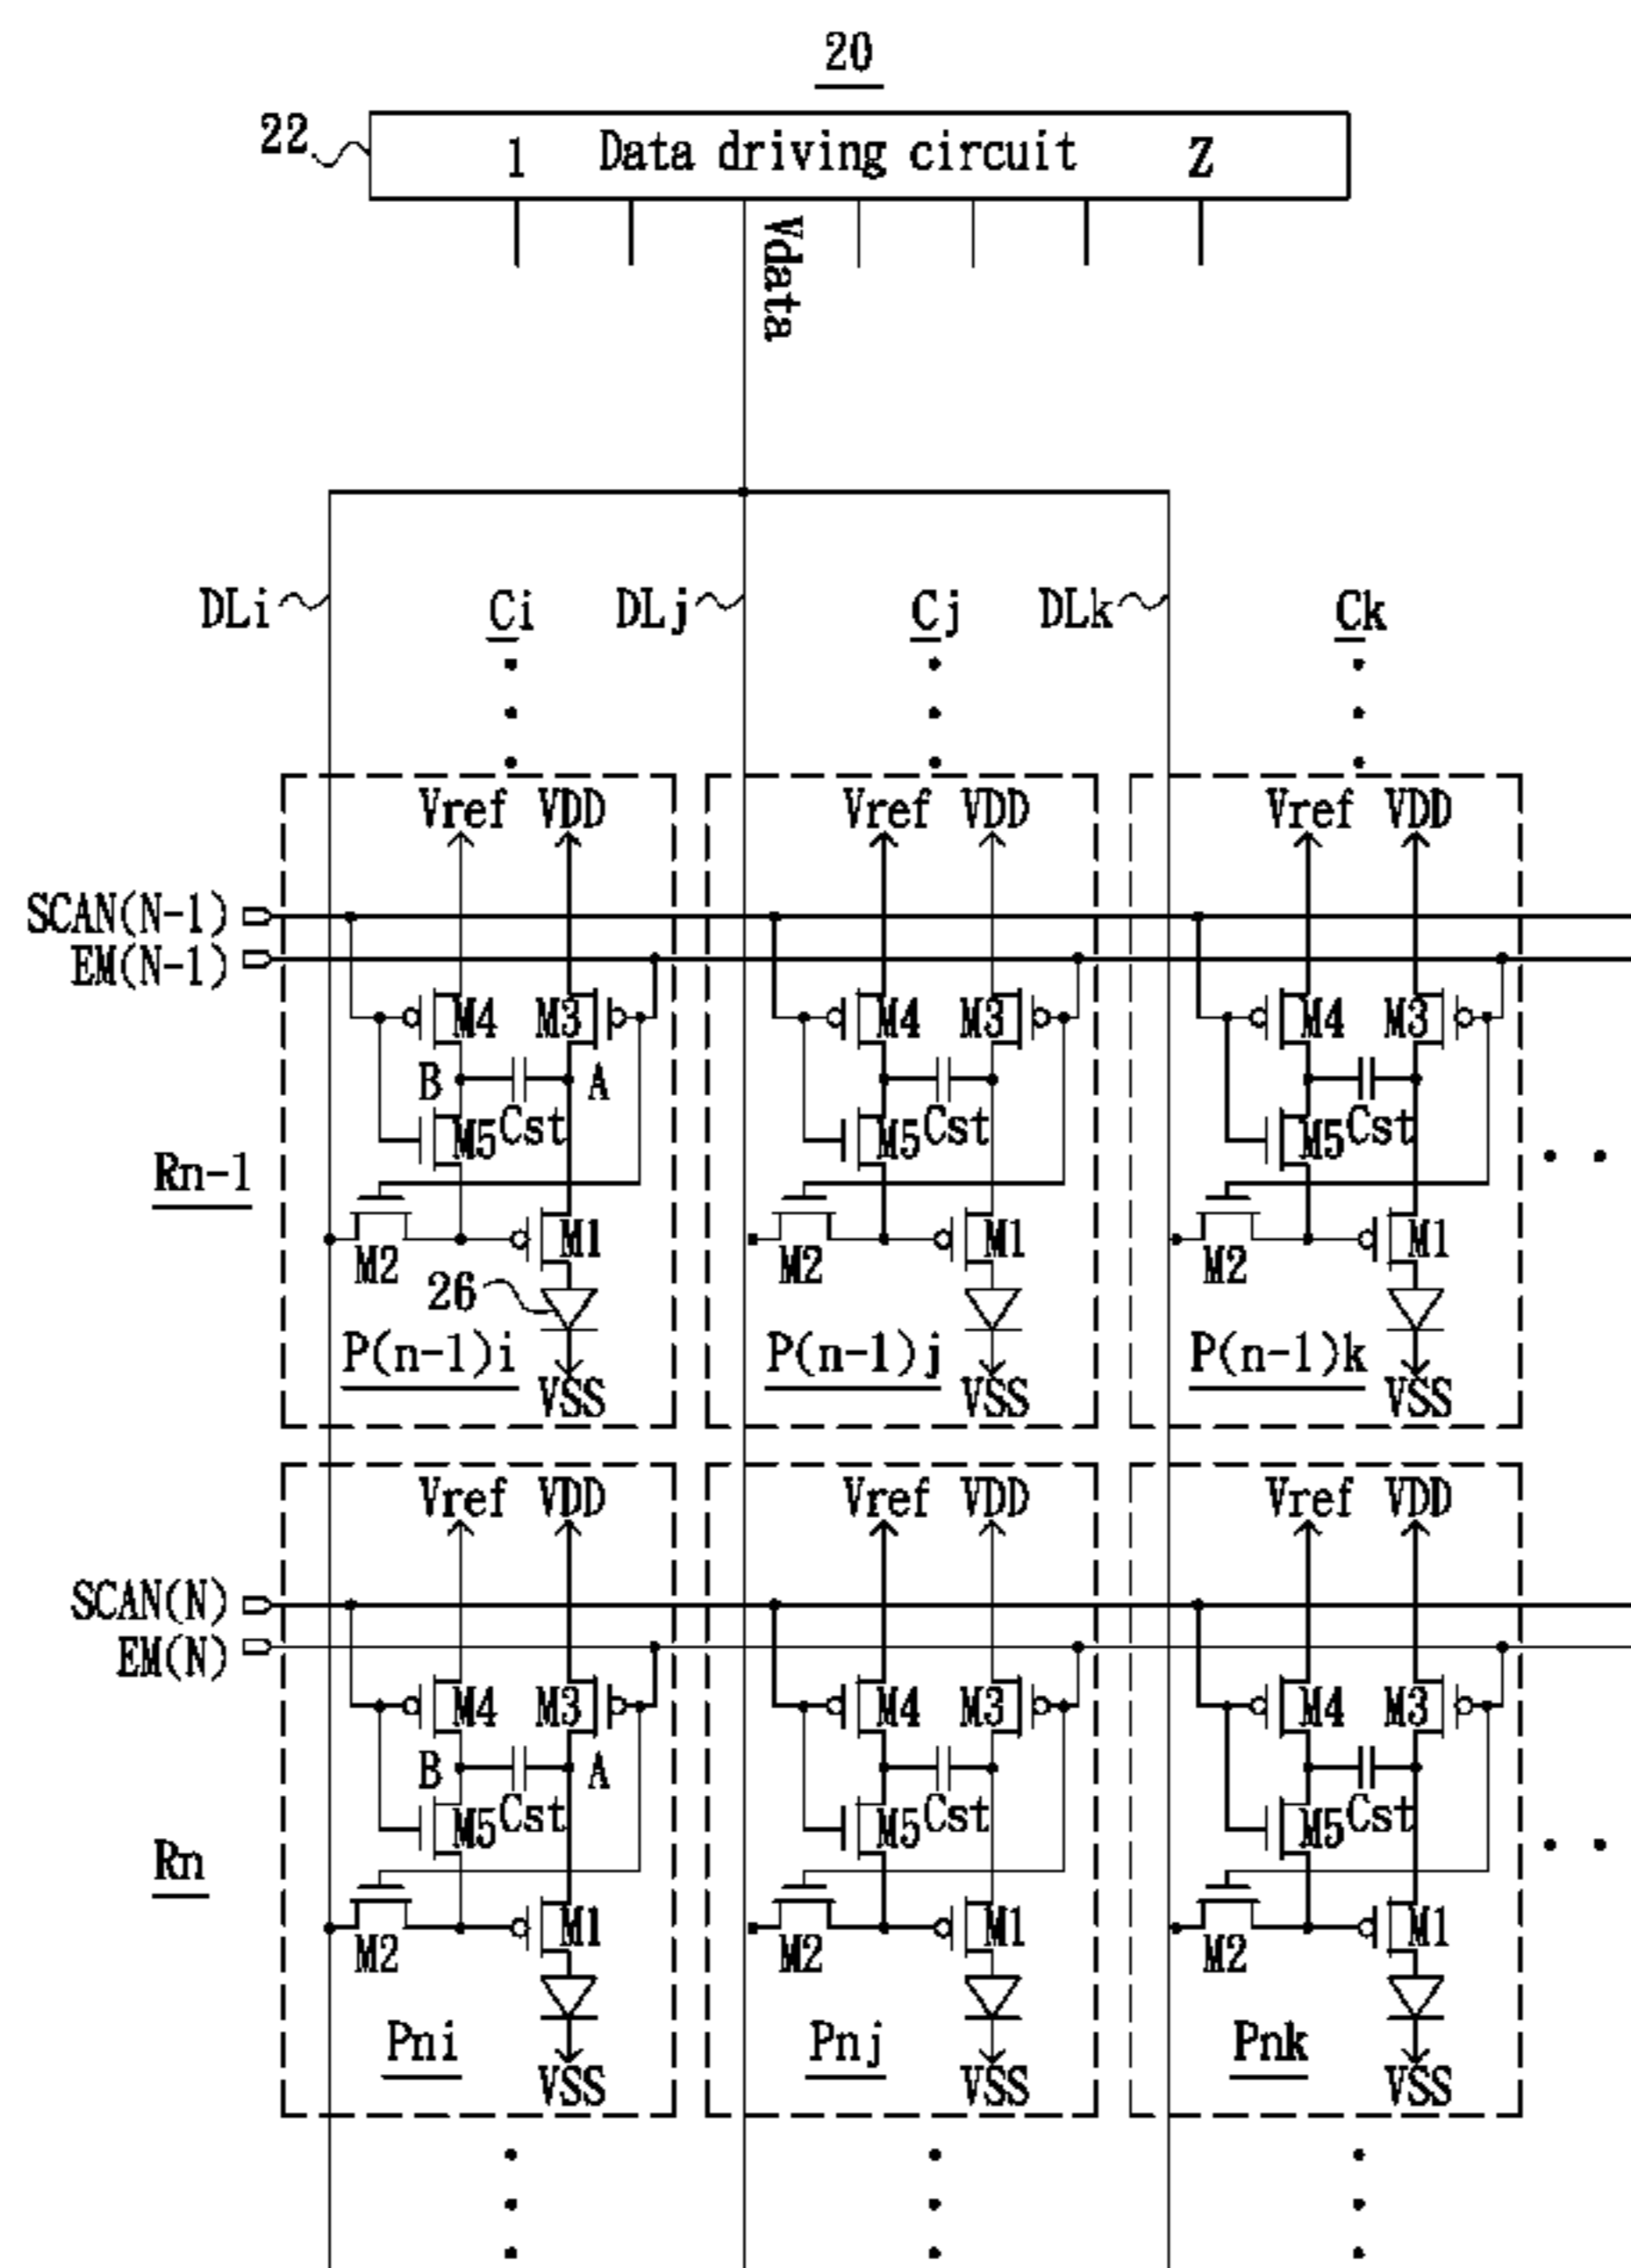 20
22
1 Data driving circuit Z
Vdata
DLi Ci DLj Cj DLk Ck
Vref VDD Vref VDD Vref VDD
SCAN(N-1)
EM(N-1)
M4 M3 M4 M3 M4 M3
B A
M5 Cst M5 Cst M5 Cst
Rn-1
M2 M1 M2 M1 M2 M1
26
P(n-1)i P(n-1)j P(n-1)k
VSS VSS VSS
Vref VDD Vref VDD Vref VDD
SCAN(N)
EM(N)
M4 M3 M4 M3 M4 M3
B A
M5 Cst M5 Cst M5 Cst
Rn
M2 M1 M2 M1 M2 M1
Pni Pnj Pnk
VSS VSS VSS